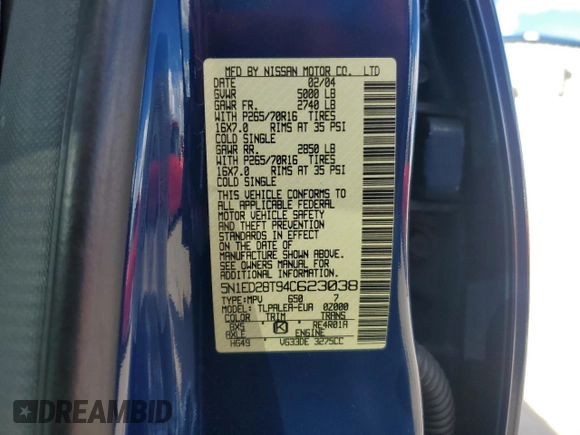 MFD BY NISSAN MOTOR CO. LTD
DATE 02/04
GVWR 5000 LB
GAWR FR. 2740 LB
WITH P265/70R16 TIRES
16X7.0 RIMS AT 35 PSI
COLD SINGLE
GAWR RR. 2850 LB
WITH P265/70R16 TIRES
16X7.0 RIMS AT 35 PSI
COLD SINGLE
THIS VEHICLE CONFORMS TO
ALL APPLICABLE FEDERAL
MOTOR VEHICLE SAFETY
AND THEFT PREVENTION
STANDARDS IN EFFECT
ON THE DATE OF
MANUFACTURE SHOWN ABOVE.
SEE OWNERS MANUAL FOR
ADDITIONAL INFORMATION.
5N1ED28T94C623038
TYPE:MPV 650 7
MODEL: TLPALEA-EUA 02000
COLOR TRIM TRANS
BX5 K RE4R01A
AXLE ENGINE
HG49 VG33DE 3275CC
DREAMBID